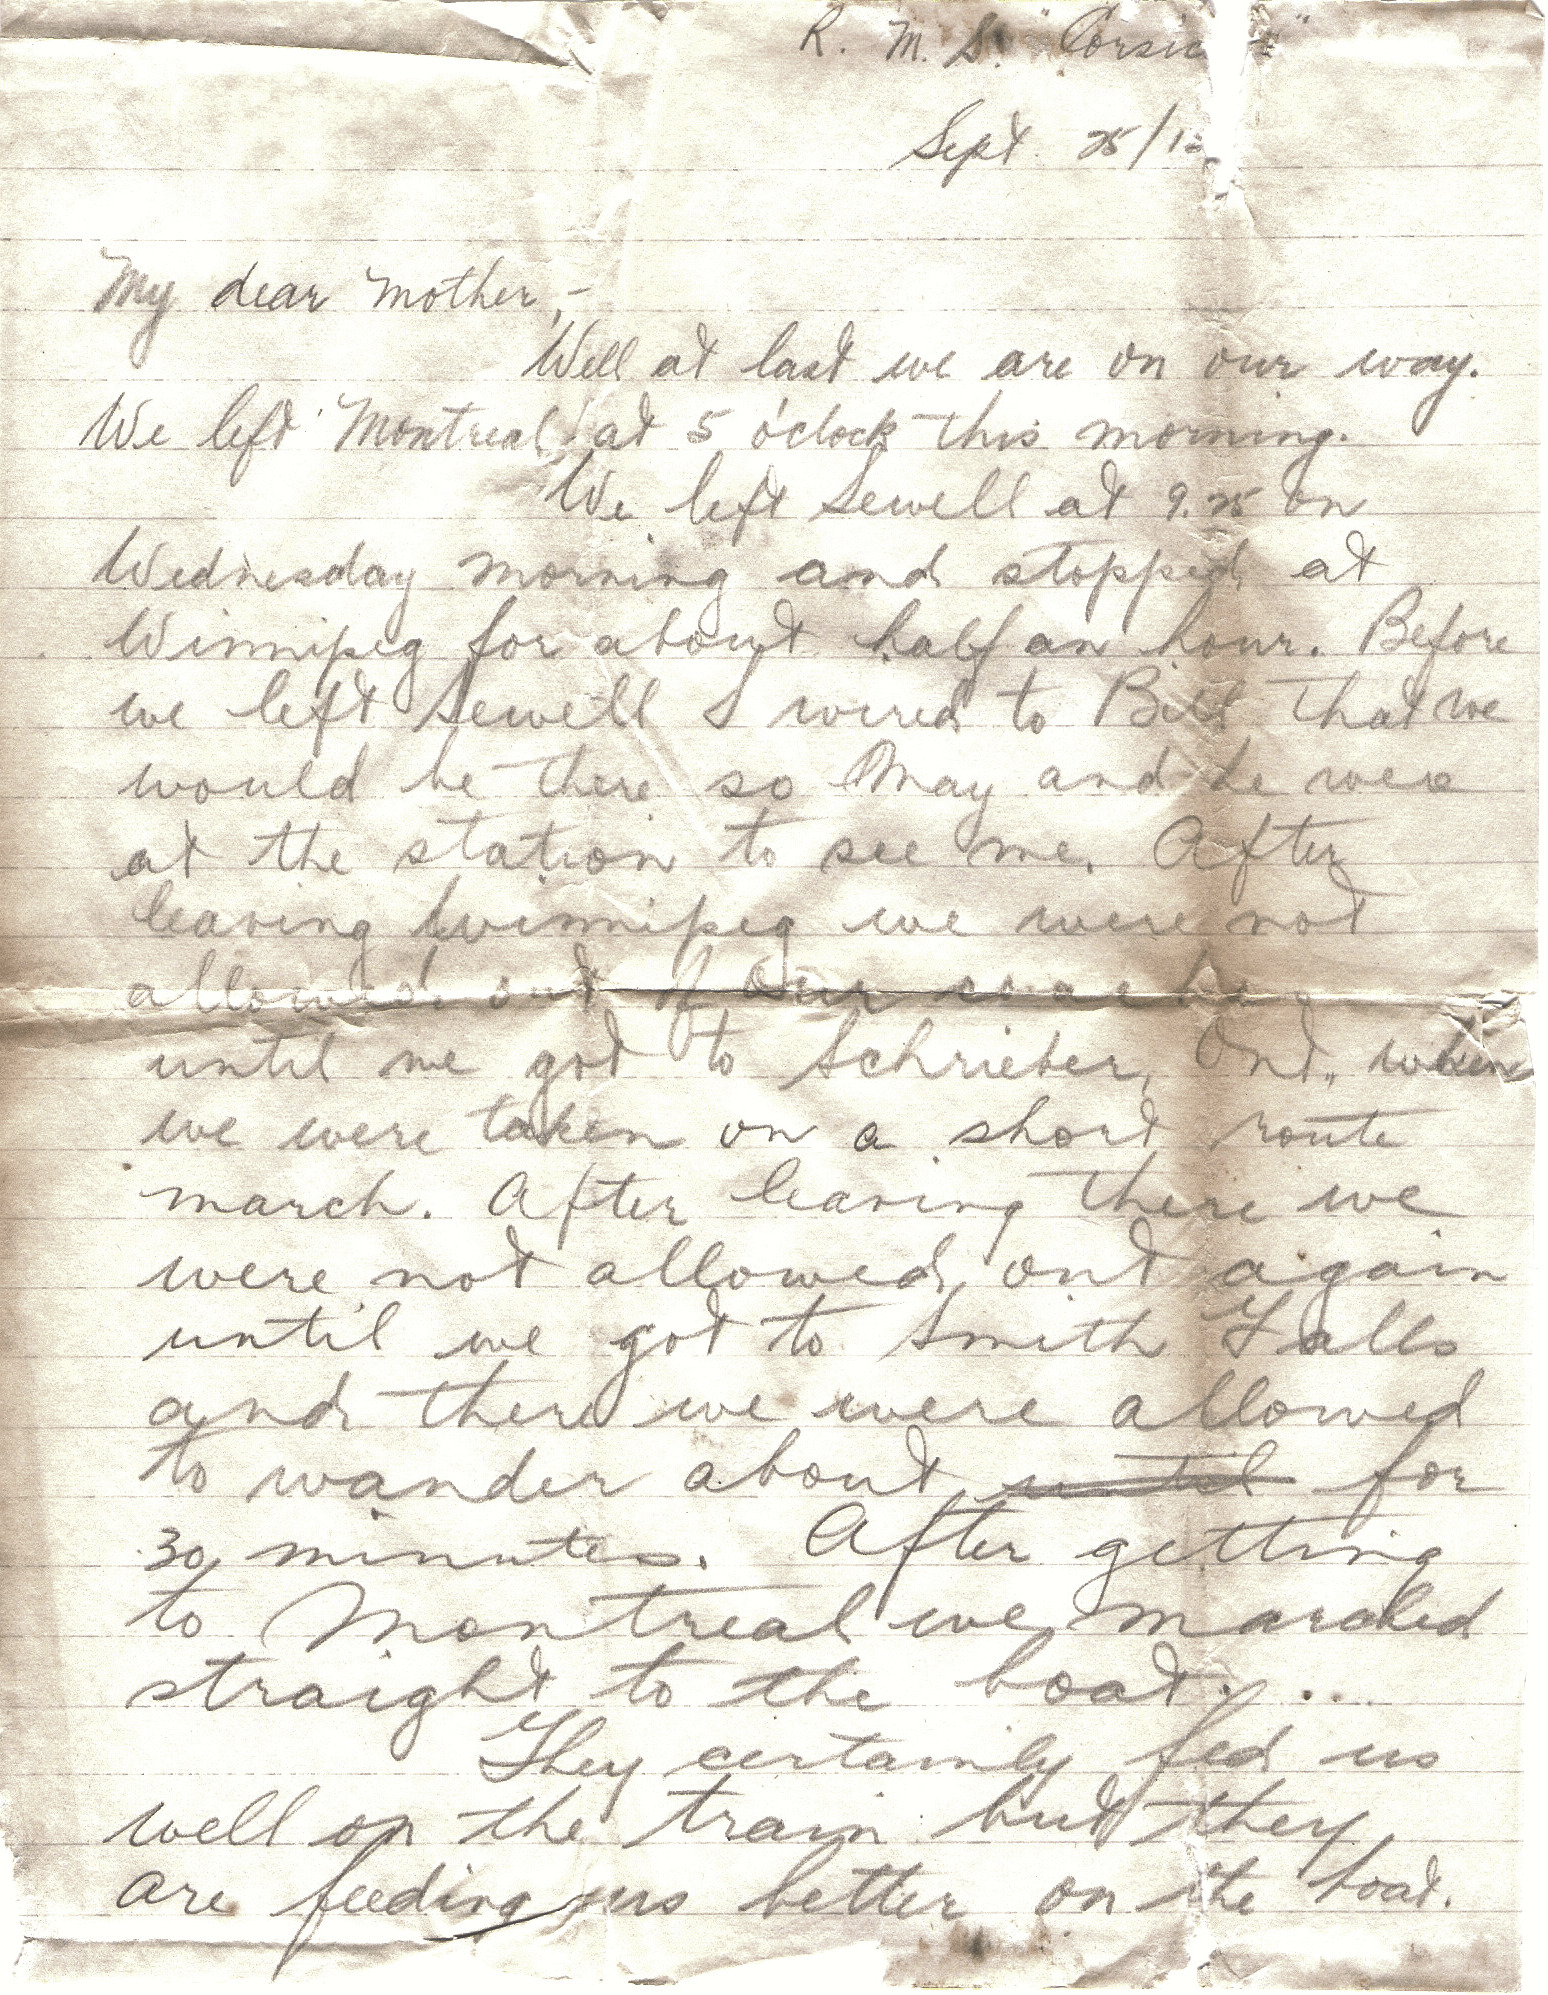 R. M. S. "Corsic
Sept. 25/15
My dear Mother,-
Well at last we are on our way.
We left Montreal at 5 o'clock this morning.
We left Sewell at 9.25 on
Wednesday morning and stopped at
Winnipeg for about half an hour. Before
we left Sewell I wired to Bill that we
would be there so May and he were
at the station to see me. After
leaving Winnipeg we were not
allowed out of our coaches
until we got to Schrieber, Ont., when
we were taken on a short route
march. After leaving there we
were not allowed out again
until we got to Smith Falls
and there we were allowed
to wander about until for
30 minutes. After getting
to Montreal we marched
straight to the boat. ...
They certainly fed us
well on the train but they
are feeding us better on the boat.